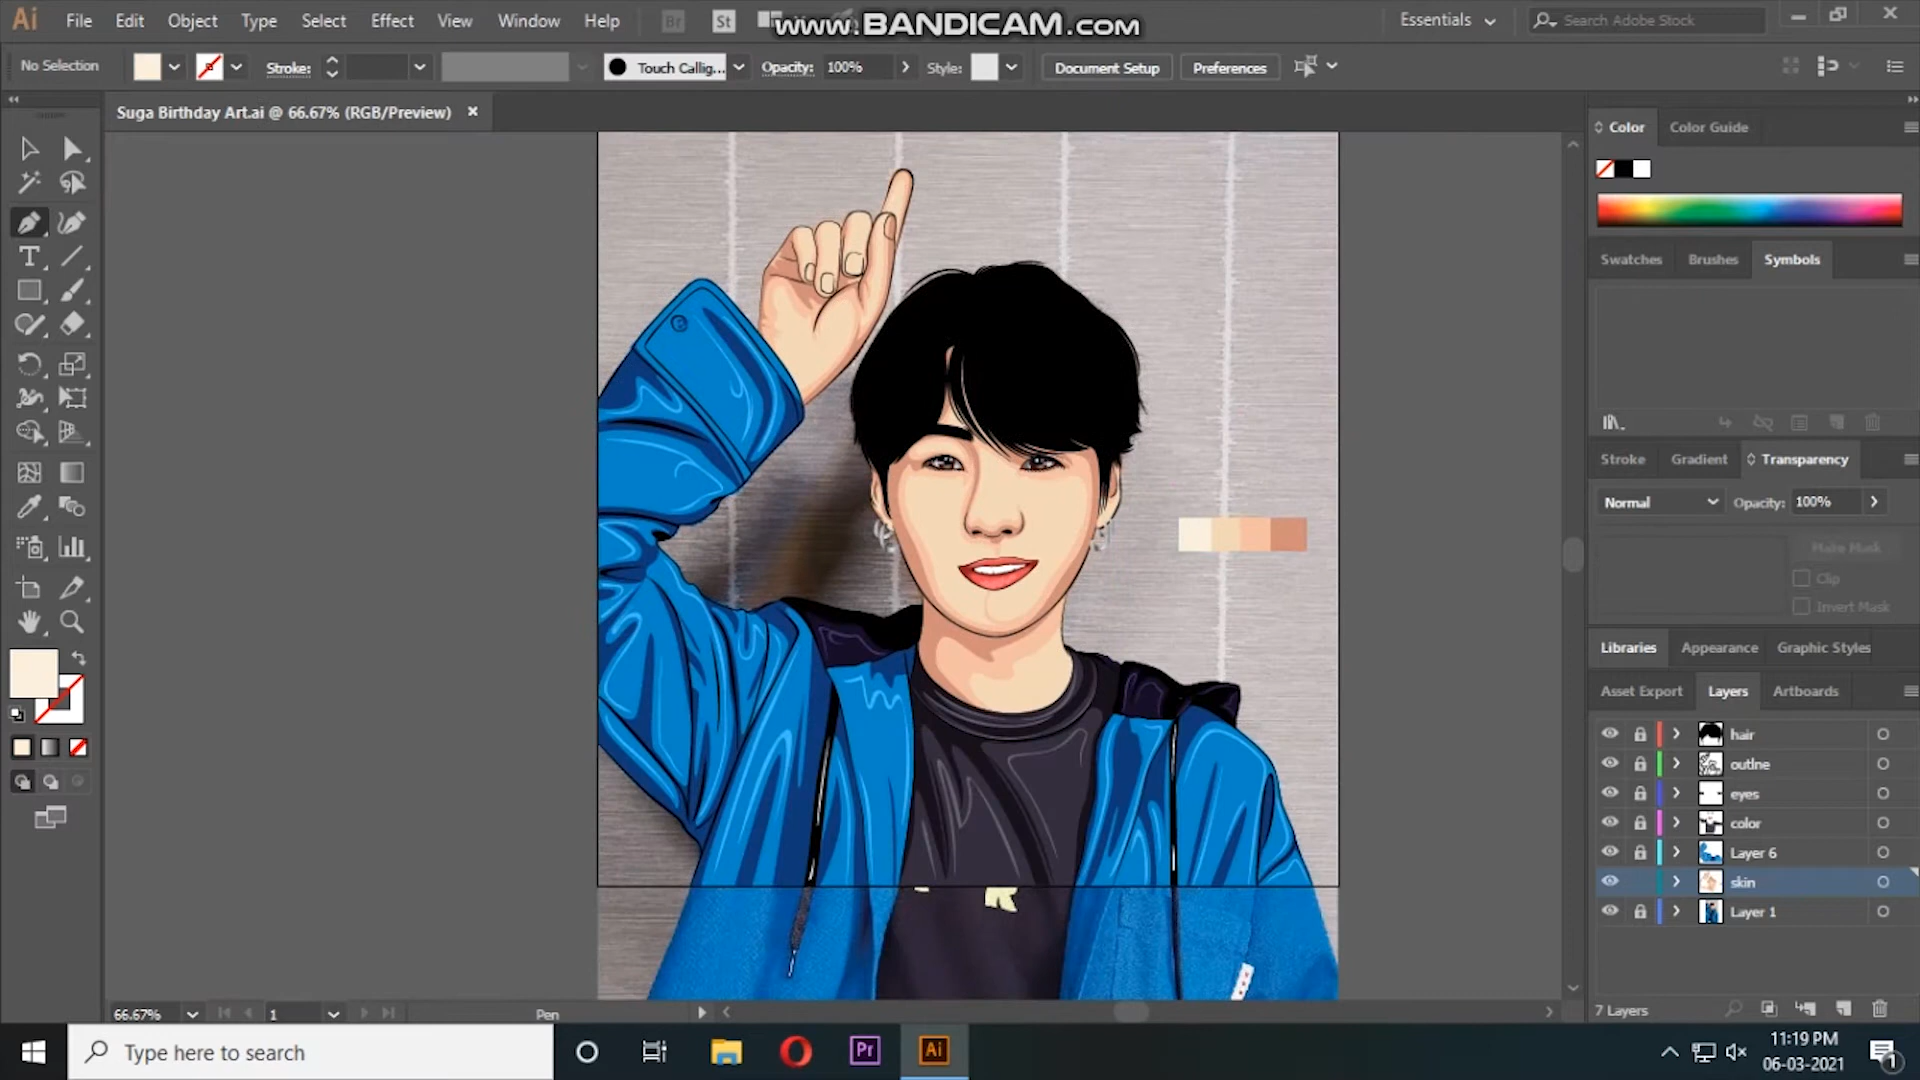 Ai File Edit Object Type Select Effect View Window Help Br St www.BANDICAM.com Essentials Search Adobe Stock
No Selection Stroke: Touch Callig... Opacity: 100% Style: Document Setup Preferences
Suga Birthday Art.ai @ 66.67% (RGB/Preview) ×
Color Color Guide
Swatches Brushes Symbols
Stroke Gradient Transparency
Normal Opacity: 100%
Make Mask
Clip
Invert Mask
Libraries Appearance Graphic Styles
Asset Export Layers Artboards
hair
outlne
eyes
color
Layer 6
skin
Layer 1
7 Layers
66.67% 1 Pen
Type here to search
Pr Ai
11:19 PM
06-03-2021
1